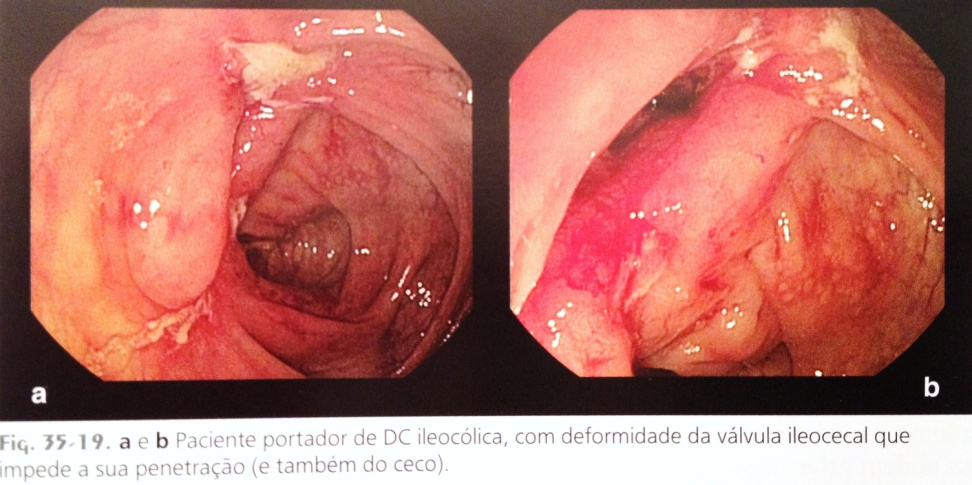 a
b
Fig. 35-19. a e b Paciente portador de DC ileocólica, com deformidade da válvula ileocecal que
impede a sua penetração (e também do ceco).